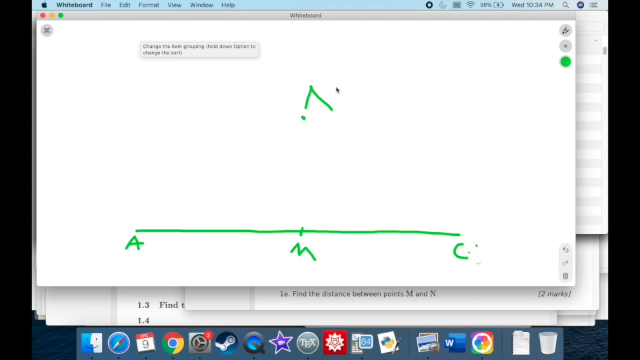 Whiteboard File Edit View Window Help 96% Wed 10:34 PM
Whiteboard
Change the item grouping (hold down Option to
change the sort)
A M C
1e. Find the distance between points M and N. [2 marks]
1.3 Find t
1.4